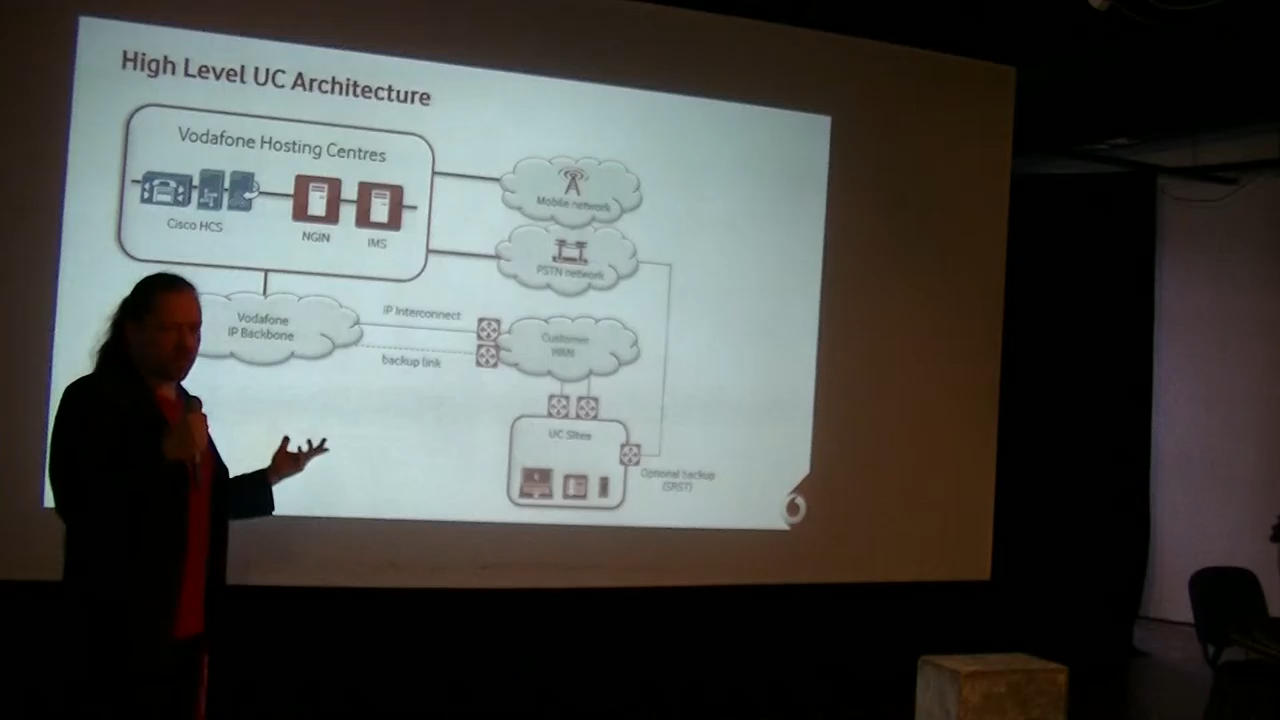 High Level UC Architecture
Vodafone Hosting Centres
Cisco HCS
NGIN
IMS
Mobile network
PSTN network
Vodafone
IP Backbone
IP Interconnect
backup link
Customer
WAN
UC Sites
Optional backup
(SRST)